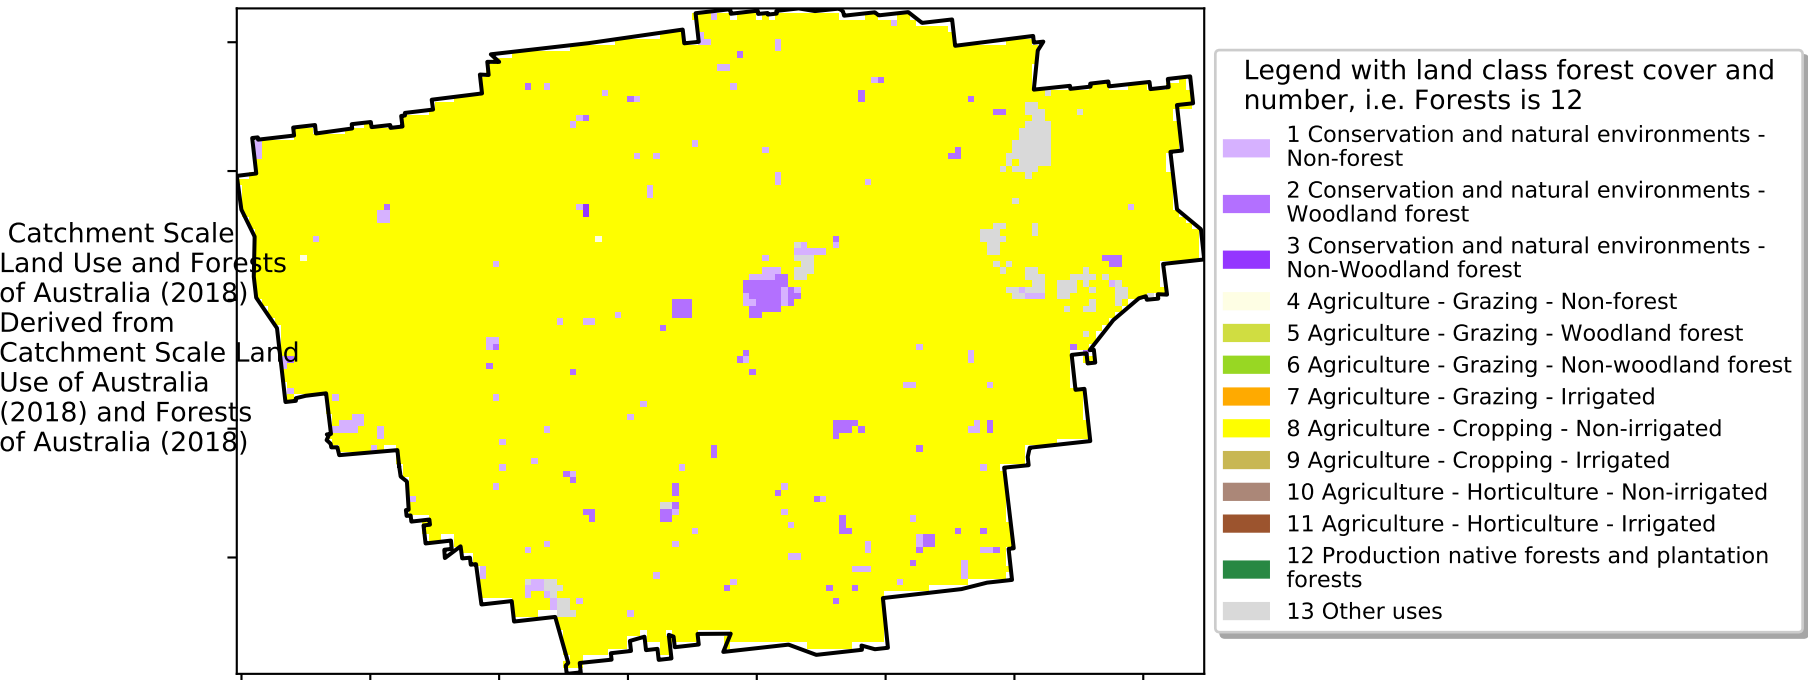 Catchment Scale
Land Use and Forests
of Australia (2018)
Derived from
Catchment Scale Land
Use of Australia
(2018) and Forests
of Australia (2018)
Legend with land class forest cover and
number, i.e. Forests is 12
1 Conservation and natural environments -
Non-forest
2 Conservation and natural environments -
Woodland forest
3 Conservation and natural environments -
Non-Woodland forest
4 Agriculture - Grazing - Non-forest
5 Agriculture - Grazing - Woodland forest
6 Agriculture - Grazing - Non-woodland forest
7 Agriculture - Grazing - Irrigated
8 Agriculture - Cropping - Non-irrigated
9 Agriculture - Cropping - Irrigated
10 Agriculture - Horticulture - Non-irrigated
11 Agriculture - Horticulture - Irrigated
12 Production native forests and plantation
forests
13 Other uses